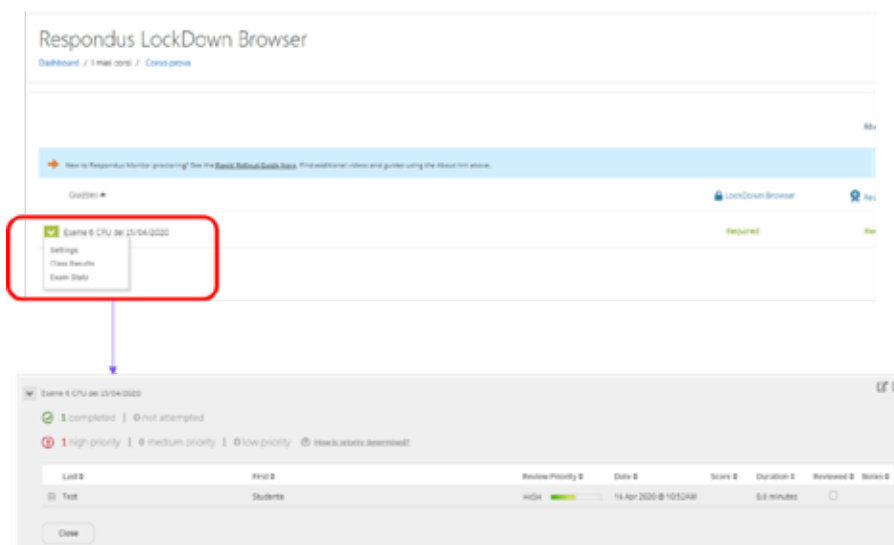 Respondus LockDown Browser
Dashboard / I miei corsi / Corso prova
New to Respondus Monitor proctoring? See the Rapid Rollout Guide here. Find additional videos and guides using the About link above.
Quizzes LockDown Browser
Esame 6 CFU del 15/04/2020 Required
Settings
Class Results
Exam Stats
Esame 6 CFU del 15/04/2020
1 completed | 0 not attempted
1 high priority | 0 medium priority | 0 low priority How is priority determined?
Last First Review Priority Date Score Duration Reviewed Notes
Test Studente HIGH 16 Apr 2020 @ 10:52AM 0.8 minutes
Close